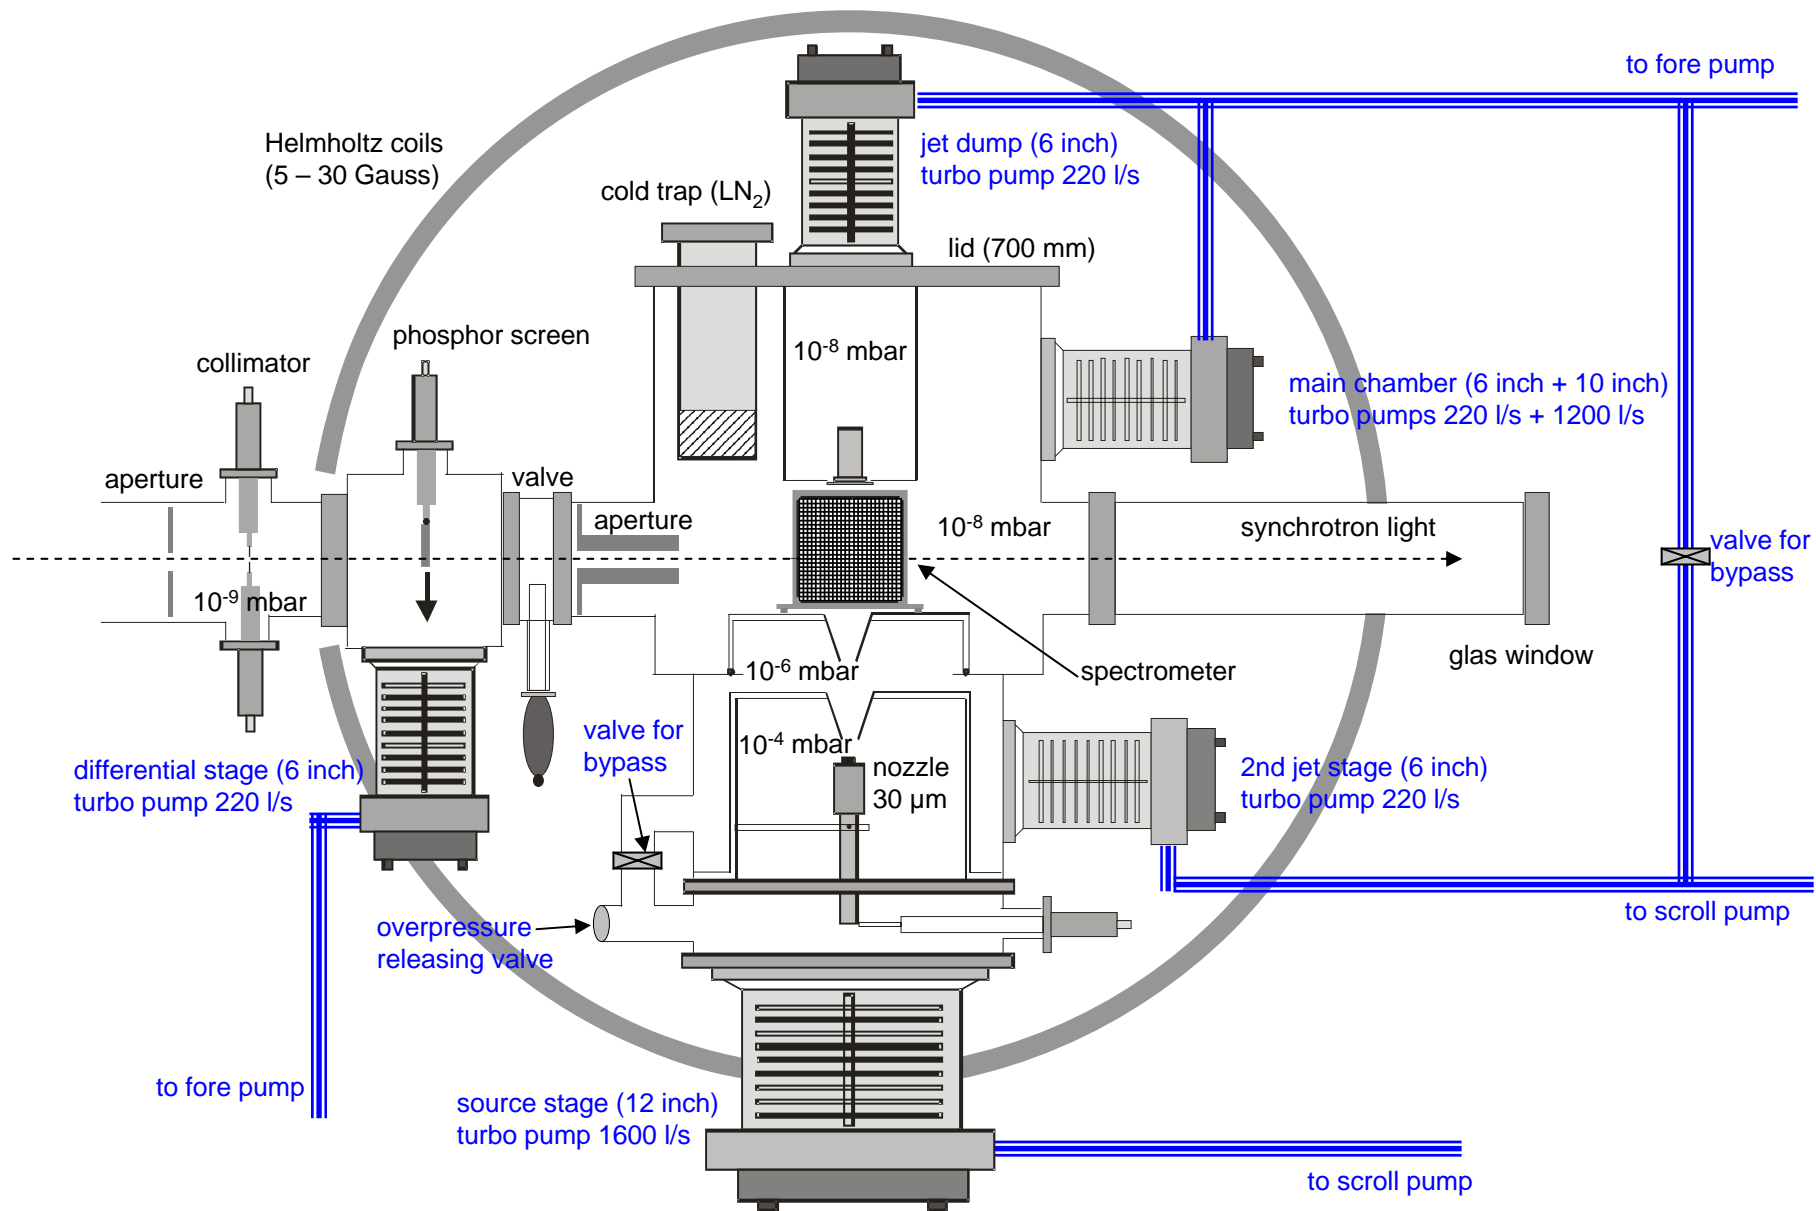 to fore pump
Helmholtz coils
(5 – 30 Gauss)
jet dump (6 inch)
turbo pump 220 l/s
cold trap (LN₂)
lid (700 mm)
phosphor screen
collimator
10⁻⁸ mbar
main chamber (6 inch + 10 inch)
turbo pumps 220 l/s + 1200 l/s
aperture
valve
aperture
10⁻⁸ mbar
synchrotron light
valve for
bypass
10⁻⁹ mbar
glas window
10⁻⁶ mbar
spectrometer
valve for
bypass
10⁻⁴ mbar
nozzle
30 µm
differential stage (6 inch)
turbo pump 220 l/s
2nd jet stage (6 inch)
turbo pump 220 l/s
overpressure
releasing valve
to scroll pump
to fore pump
source stage (12 inch)
turbo pump 1600 l/s
to scroll pump